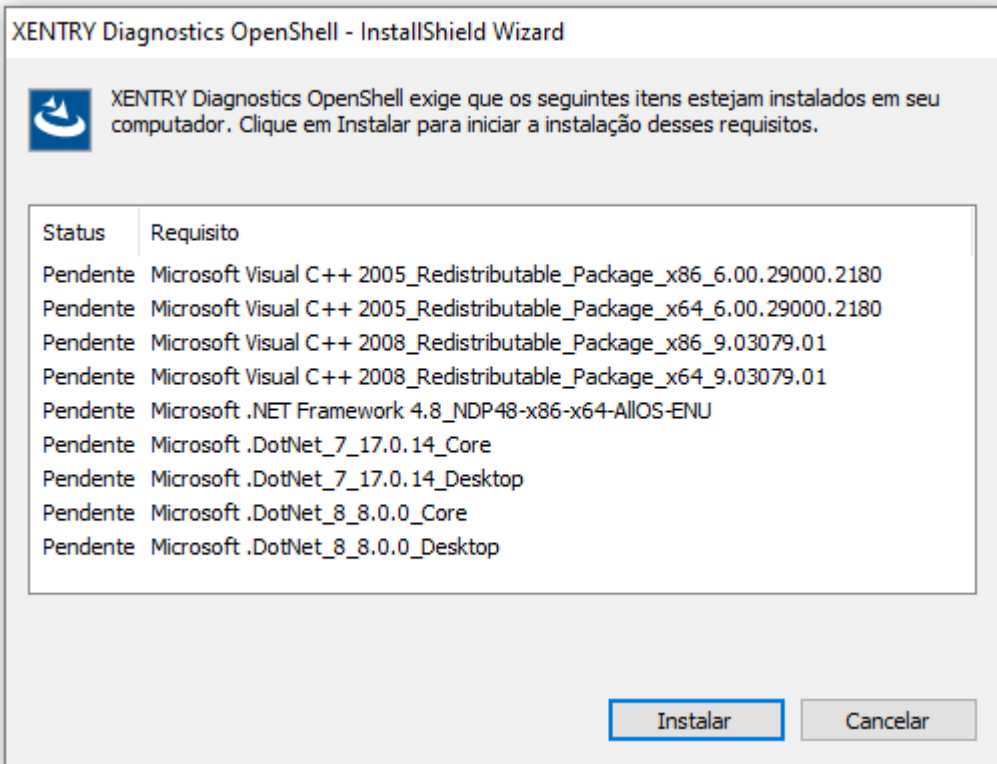 XENTRY Diagnostics OpenShell - InstallShield Wizard
XENTRY Diagnostics OpenShell exige que os seguintes itens estejam instalados em seu
computador. Clique em Instalar para iniciar a instalação desses requisitos.
Status Requisito
Pendente Microsoft Visual C++ 2005_Redistributable_Package_x86_6.00.29000.2180
Pendente Microsoft Visual C++ 2005_Redistributable_Package_x64_6.00.29000.2180
Pendente Microsoft Visual C++ 2008_Redistributable_Package_x86_9.03079.01
Pendente Microsoft Visual C++ 2008_Redistributable_Package_x64_9.03079.01
Pendente Microsoft .NET Framework 4.8_NDP48-x86-x64-AllOS-ENU
Pendente Microsoft .DotNet_7_17.0.14_Core
Pendente Microsoft .DotNet_7_17.0.14_Desktop
Pendente Microsoft .DotNet_8_8.0.0_Core
Pendente Microsoft .DotNet_8_8.0.0_Desktop
Instalar Cancelar